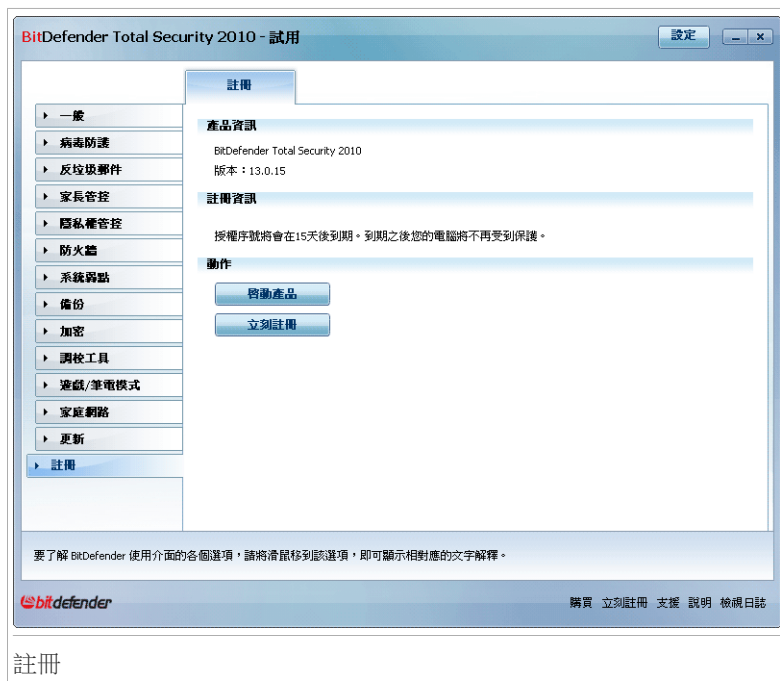 BitDefender Total Security 2010 - 試用
設定
註冊
一般
病毒防護
反垃圾郵件
家長管控
隱私權管控
防火牆
系統弱點
備份
加密
調校工具
遊戲/筆電模式
家庭網路
更新
註冊
產品資訊
BitDefender Total Security 2010
版本：13.0.15
註冊資訊
授權序號將會在15天後到期。到期之後您的電腦將不再受到保護。
動作
啓動產品
立刻註冊
要了解 BitDefender 使用介面的各個選項，請將滑鼠移到該選項，即可顯示相對應的文字解釋。
bitdefender
購買 立刻註冊 支援 説明 檢視日誌
註冊